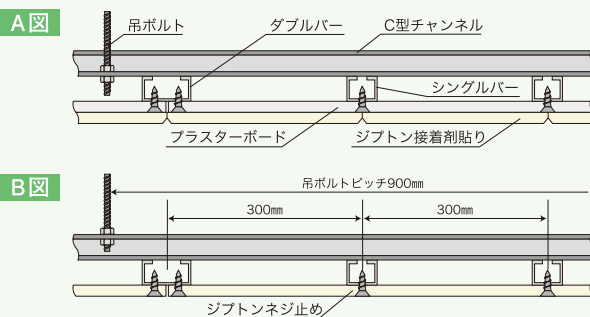 A図
吊ボルト
ダブルバー
C型チャンネル
シングルバー
プラスターボード
ジプトン接着剤貼り
B図
吊ボルトピッチ900㎜
300㎜
300㎜
ジプトンネジ止め